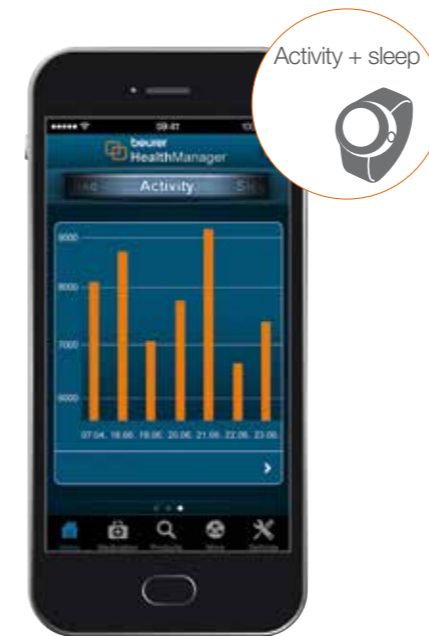 Activity + sleep
09:41
beurer
HealthManager
Activity
9000
8000
7000
6000
07.04. 18.06. 19.06. 20.06. 21.06. 22.06. 23.06.
Medication Products More Settings